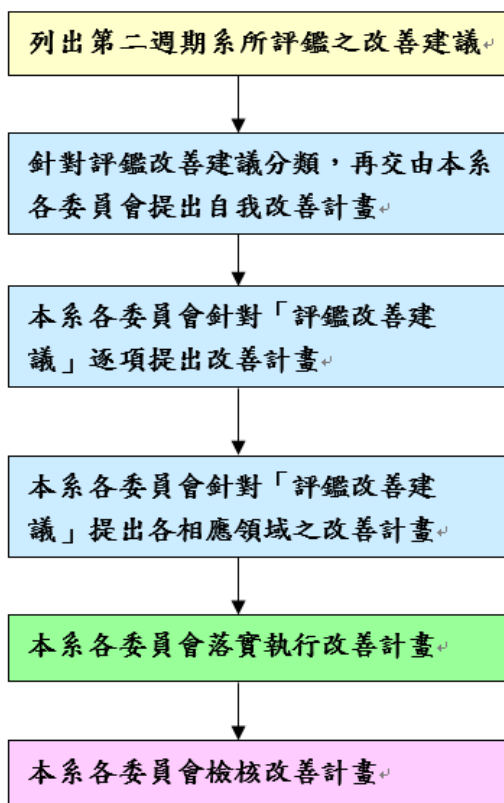 列出第二週期系所評鑑之改善建議
針對評鑑改善建議分類，再交由本系
各委員會提出自我改善計畫
本系各委員會針對「評鑑改善建
議」逐項提出改善計畫
本系各委員會針對「評鑑改善建
議」提出各相應領域之改善計畫
本系各委員會落實執行改善計畫
本系各委員會檢核改善計畫